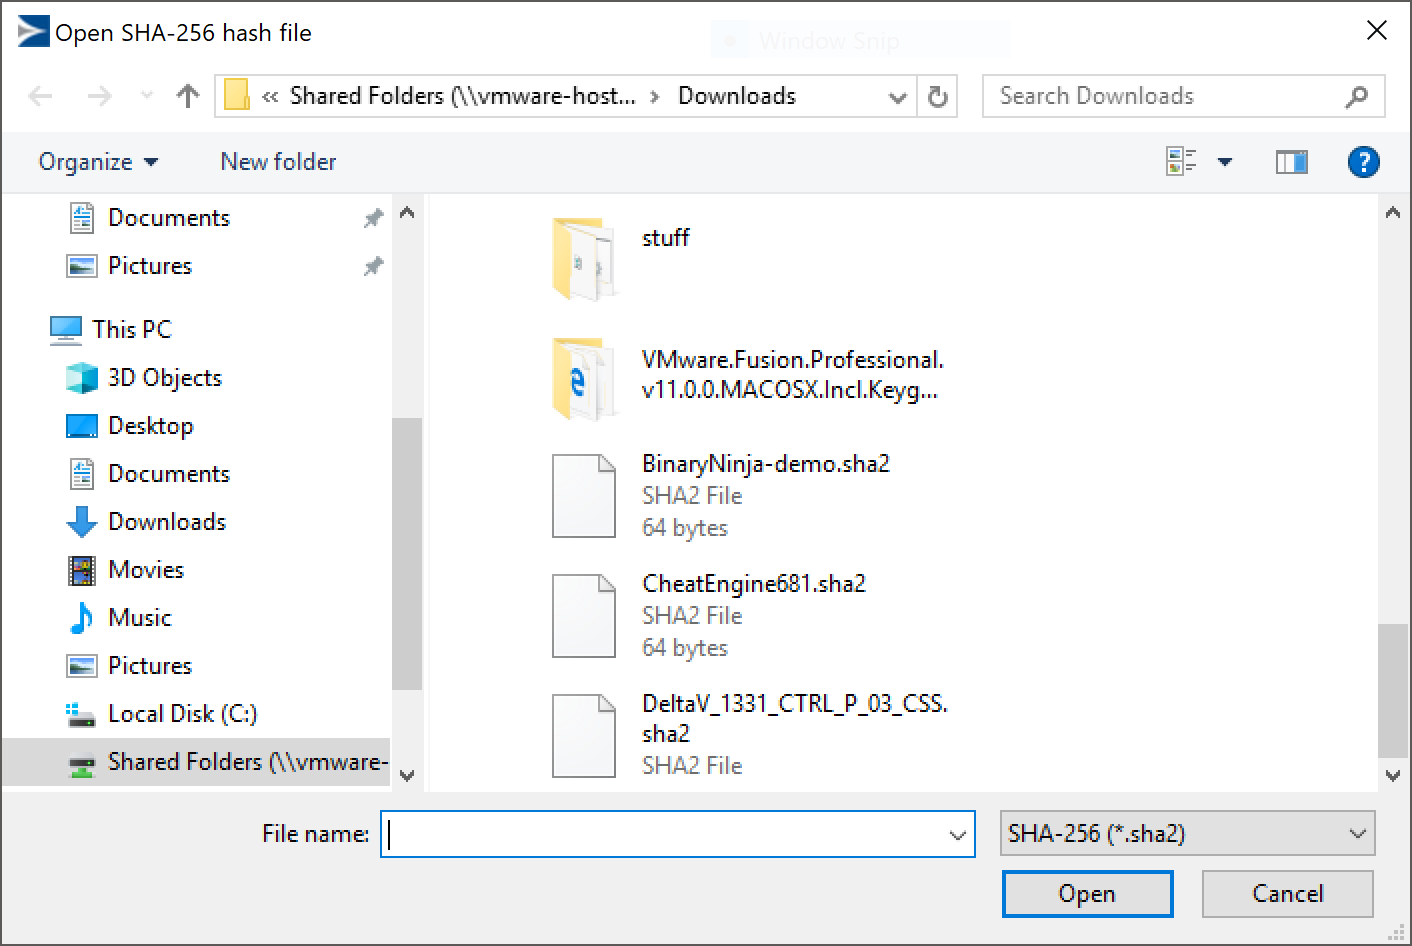 Open SHA-256 hash file
Window Snip
« Shared Folders (\\vmware-host... > Downloads
Search Downloads
Organize
New folder
?
Documents
Pictures
This PC
3D Objects
Desktop
Documents
Downloads
Movies
Music
Pictures
Local Disk (C:)
Shared Folders (\\vmware-
stuff
VMware.Fusion.Professional.
v11.0.0.MACOSX.Incl.Keyg...
BinaryNinja-demo.sha2
SHA2 File
64 bytes
CheatEngine681.sha2
SHA2 File
64 bytes
DeltaV_1331_CTRL_P_03_CSS.
sha2
SHA2 File
File name:
SHA-256 (*.sha2)
Open
Cancel